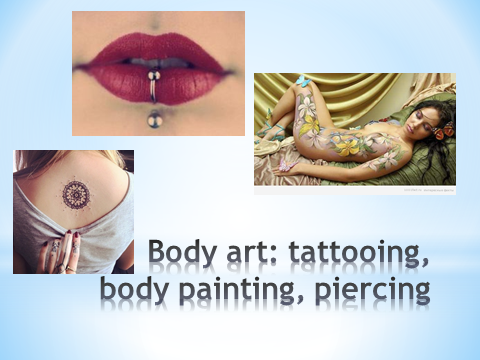 Body art: tattooing,
body painting, piercing